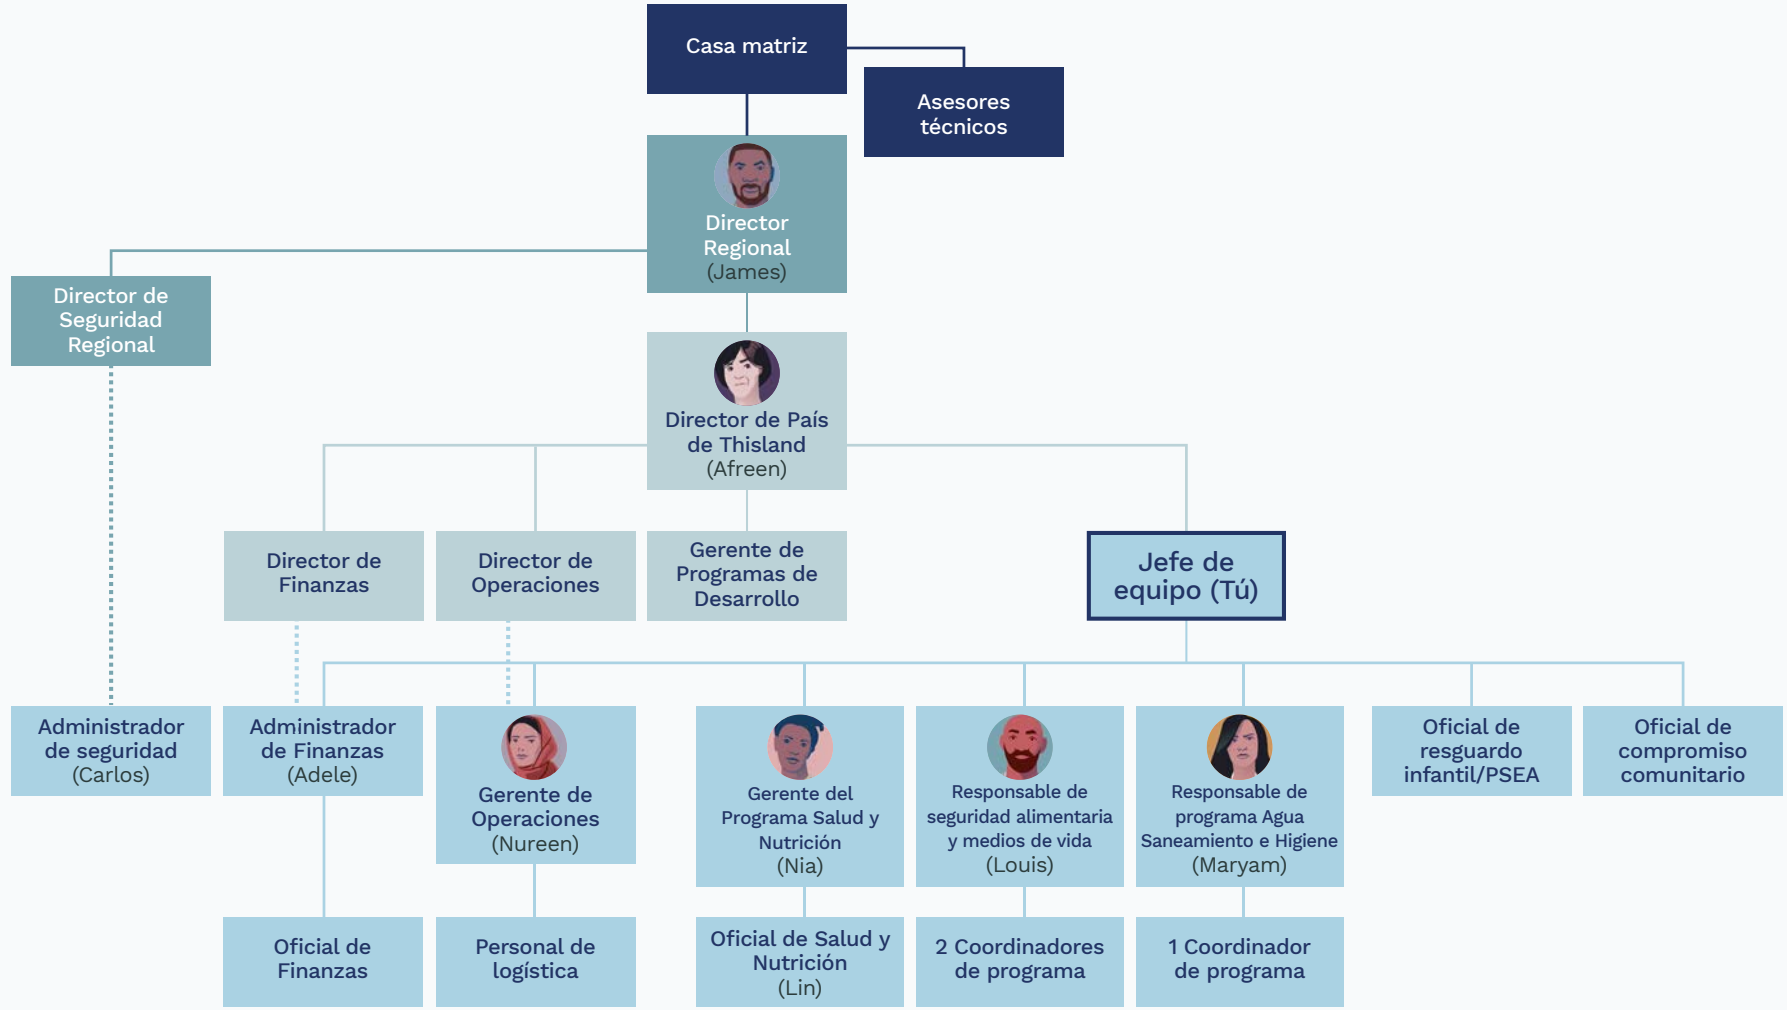 Casa matriz
Asesores
técnicos
Director
Regional
(James)
Director de
Seguridad
Regional
Director de País
de Thisland
(Afreen)
Director de
Finanzas
Director de
Operaciones
Gerente de
Programas de
Desarrollo
Jefe de
equipo (Tú)
Administrador
de seguridad
(Carlos)
Administrador
de Finanzas
(Adele)
Gerente de
Operaciones
(Nureen)
Gerente del
Programa Salud y
Nutrición
(Nia)
Responsable de
seguridad alimentaria
y medios de vida
(Louis)
Responsable de
programa Agua
Saneamiento e Higiene
(Maryam)
Oficial de
resguardo
infantil/PSEA
Oficial de
compromiso
comunitario
Oficial de
Finanzas
Personal de
logística
Oficial de Salud y
Nutrición
(Lin)
2 Coordinadores
de programa
1 Coordinador
de programa